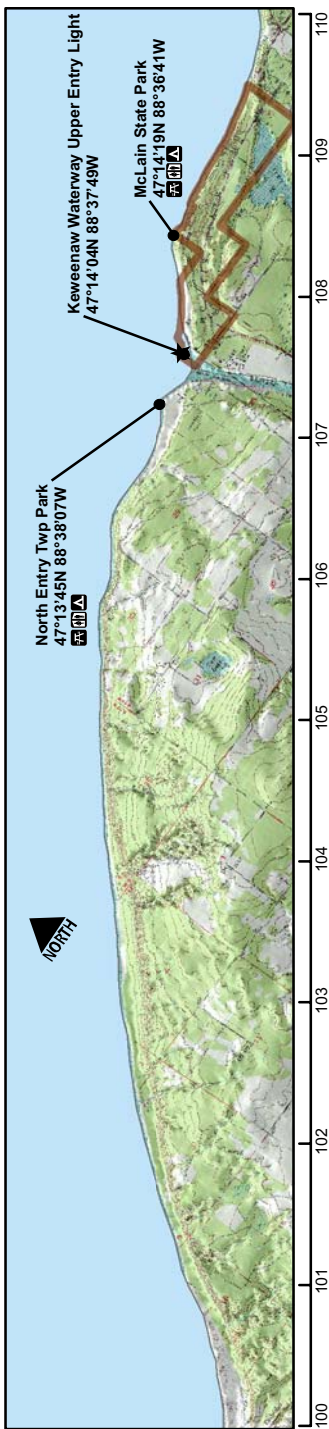 North Entry Twp Park
47°13'45N 88°38'07W
Keweenaw Waterway Upper Entry Light
47°14'04N 88°37'49W
McLain State Park
47°14'19N 88°36'41W
NORTH
100 101 102 103 104 105 106 107 108 109 110